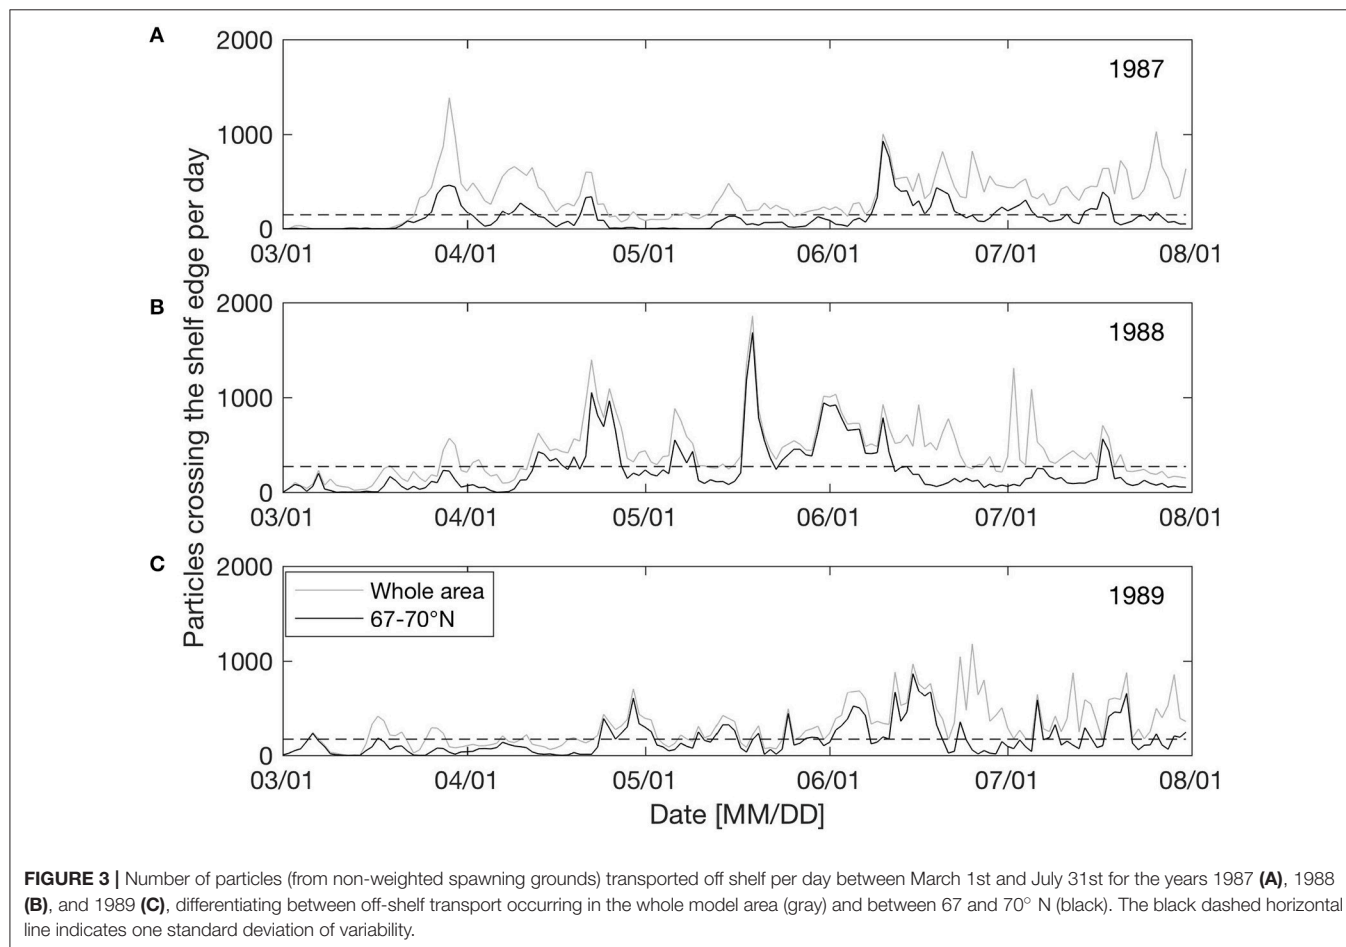 Particles crossing the shelf edge per day
A
2000
1987
1000
0
03/01 04/01 05/01 06/01 07/01 08/01
B
2000
1988
1000
0
03/01 04/01 05/01 06/01 07/01 08/01
C
2000
Whole area
1989
67-70°N
1000
0
03/01 04/01 05/01 06/01 07/01 08/01
Date [MM/DD]
FIGURE 3 | Number of particles (from non-weighted spawning grounds) transported off shelf per day between March 1st and July 31st for the years 1987 (A), 1988
(B), and 1989 (C), differentiating between off-shelf transport occurring in the whole model area (gray) and between 67 and 70° N (black). The black dashed horizontal
line indicates one standard deviation of variability.